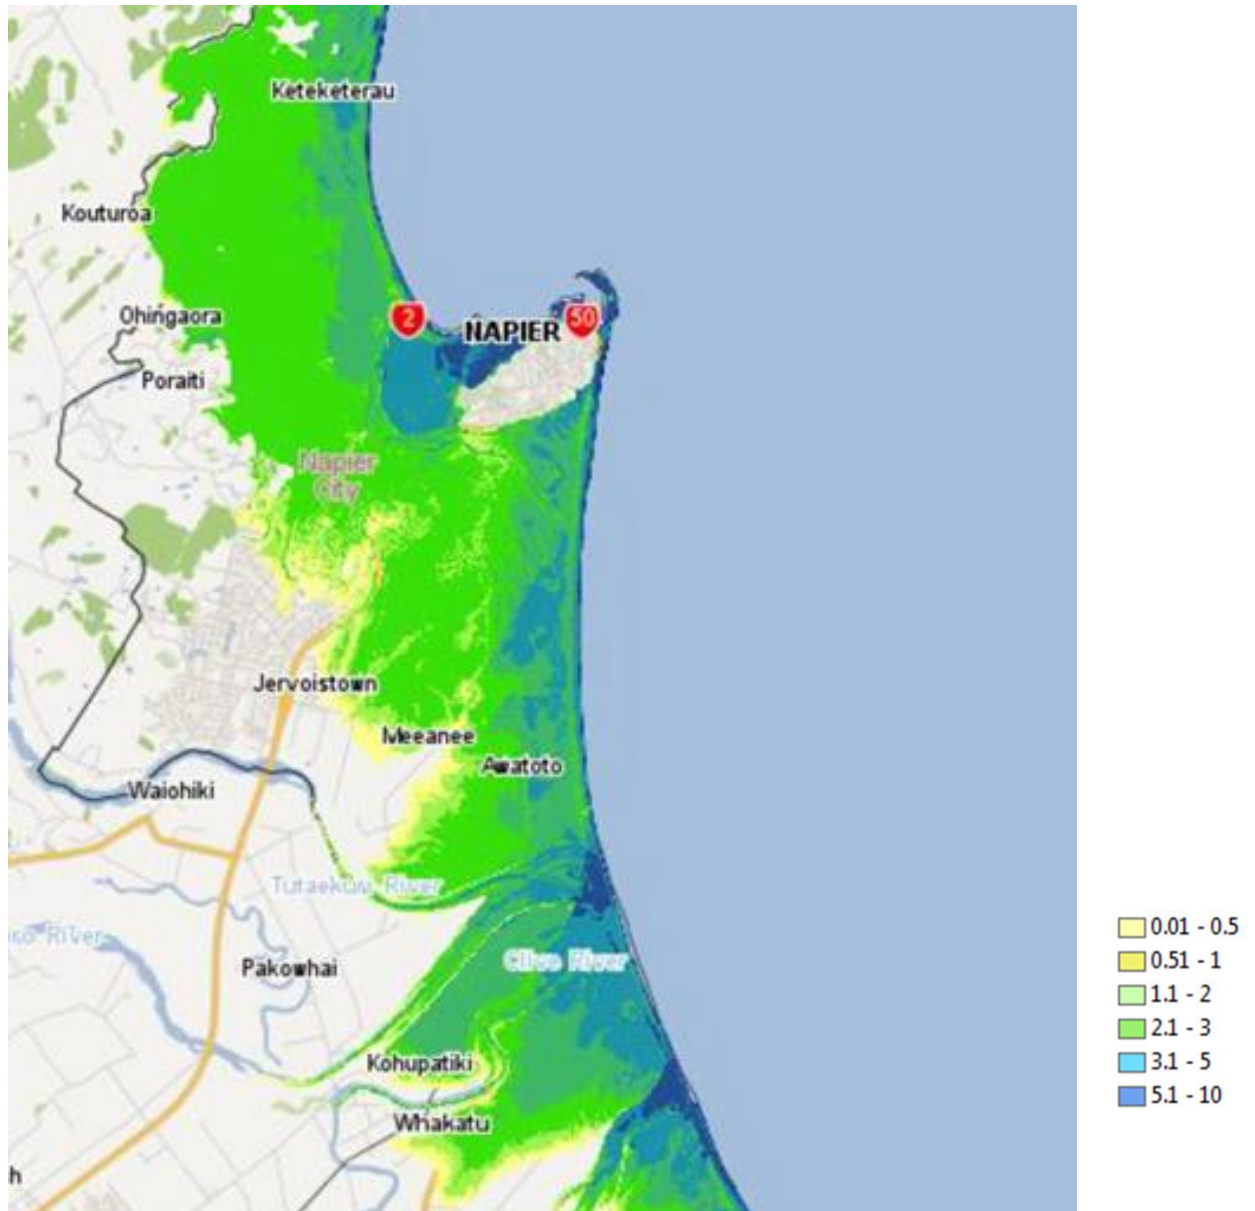 Keteketerau
Kouturoa
Ohingaora
2
NAPIER
50
Poraiti
Napier
City
Jervoistown
Meeanee
Awatoto
Waiohiki
Tutaekuri River
River
Clive River
Pakowhai
Kohupatiki
Whakatu
h
0.01 - 0.5
0.51 - 1
1.1 - 2
2.1 - 3
3.1 - 5
5.1 - 10